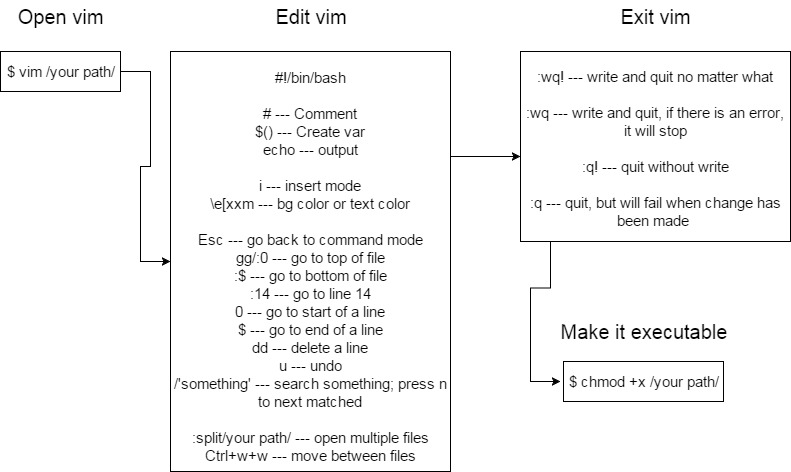 Open vim
$ vim /your path/
Edit vim
#!/bin/bash
# --- Comment
$() --- Create var
echo --- output
i --- insert mode
\e[xxm --- bg color or text color
Esc --- go back to command mode
gg/:0 --- go to top of file
:$ --- go to bottom of file
:14 --- go to line 14
0 --- go to start of a line
$ --- go to end of a line
dd --- delete a line
u --- undo
/'something' --- search something; press n
to next matched
:split/your path/ --- open multiple files
Ctrl+w+w --- move between files
Exit vim
:wq! --- write and quit no matter what
:wq --- write and quit, if there is an error,
it will stop
:q! --- quit without write
:q --- quit, but will fail when change has
been made
Make it executable
$ chmod +x /your path/